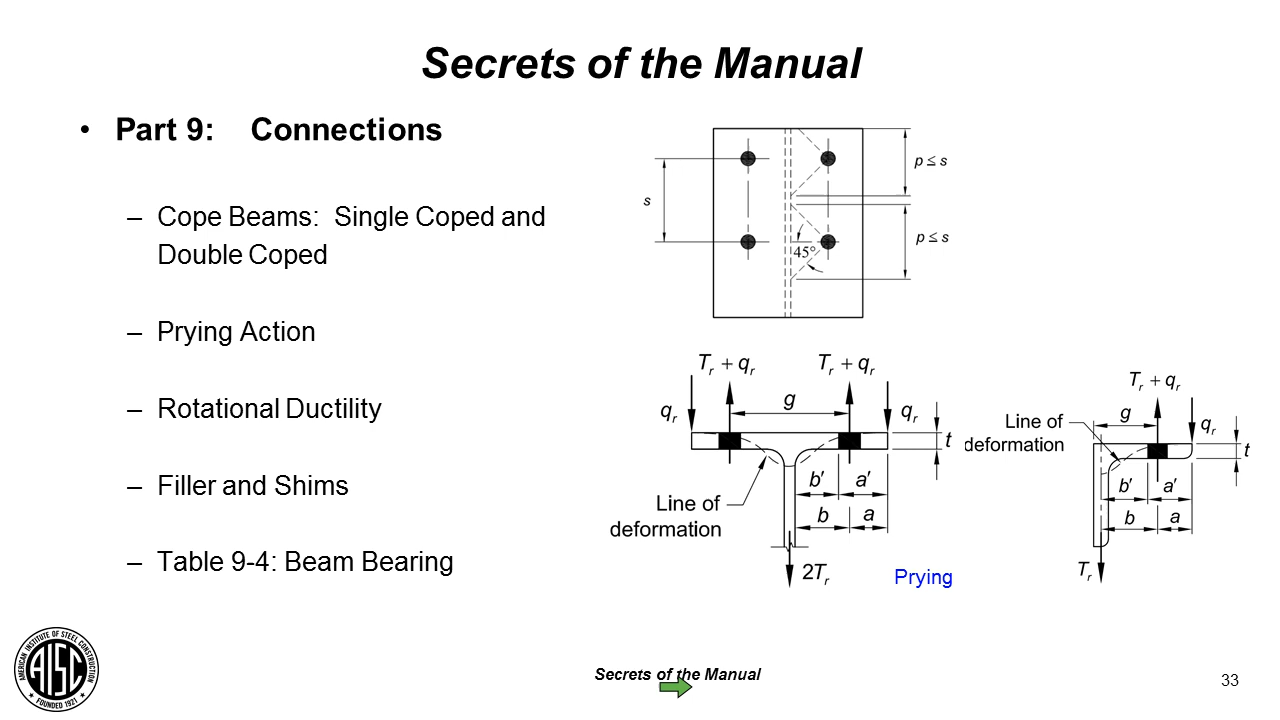 Secrets of the Manual
• Part 9: Connections
– Cope Beams: Single Coped and
Double Coped
– Prying Action
– Rotational Ductility
– Filler and Shims
– Table 9-4: Beam Bearing
s
p ≤ s
p ≤ s
45°
Tr + qr
Tr + qr
qr
g
qr
t
b′ a′
b a
Line of
deformation
2Tr
Prying
Tr + qr
Line of
deformation
g
qr
t
b′ a′
b a
Tr
AMERICAN INSTITUTE OF STEEL CONSTRUCTION
AISC
FOUNDED 1921
Secrets of the Manual
33